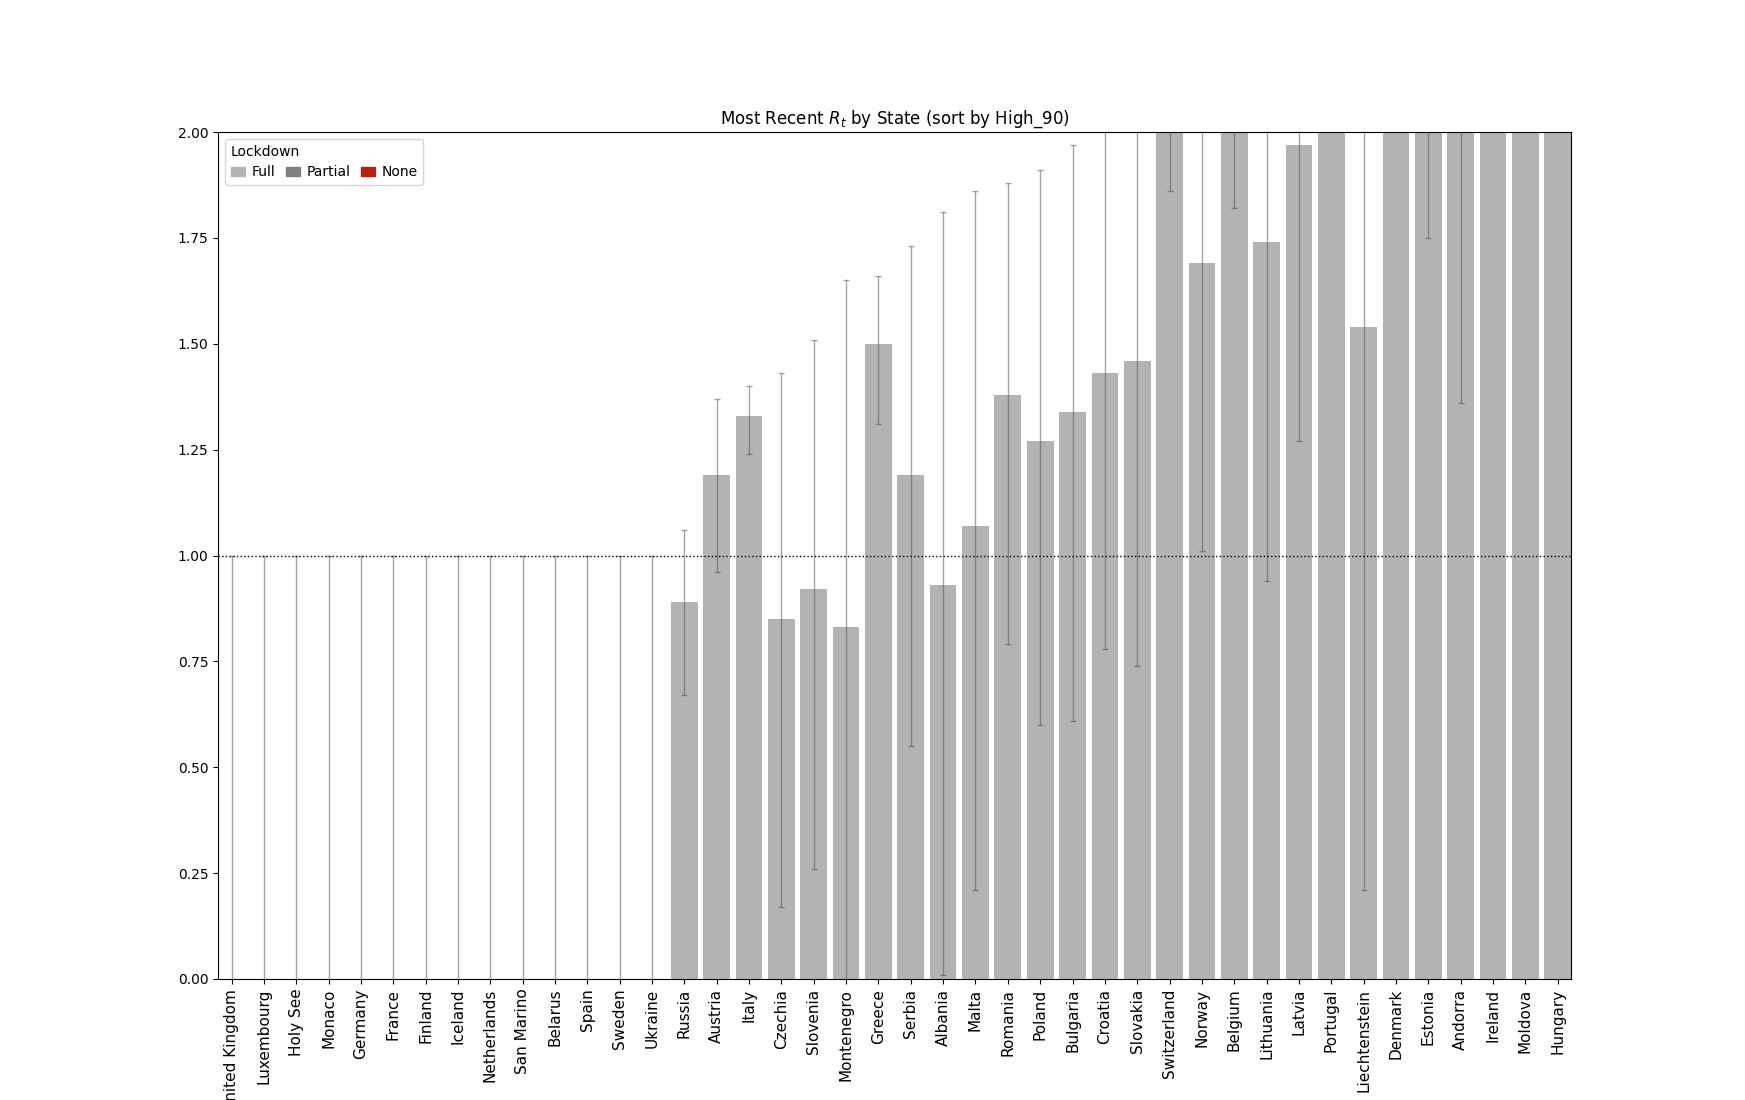 Most Recent R_t by State (sort by High_90)
Lockdown
Full Partial None
2.00
1.75
1.50
1.25
1.00
0.75
0.50
0.25
0.00
nited Kingdom
Luxembourg
Holy See
Monaco
Germany
France
Finland
Iceland
Netherlands
San Marino
Belarus
Spain
Sweden
Ukraine
Russia
Austria
Italy
Czechia
Slovenia
Montenegro
Greece
Serbia
Albania
Malta
Romania
Poland
Bulgaria
Croatia
Slovakia
Switzerland
Norway
Belgium
Lithuania
Latvia
Portugal
Liechtenstein
Denmark
Estonia
Andorra
Ireland
Moldova
Hungary